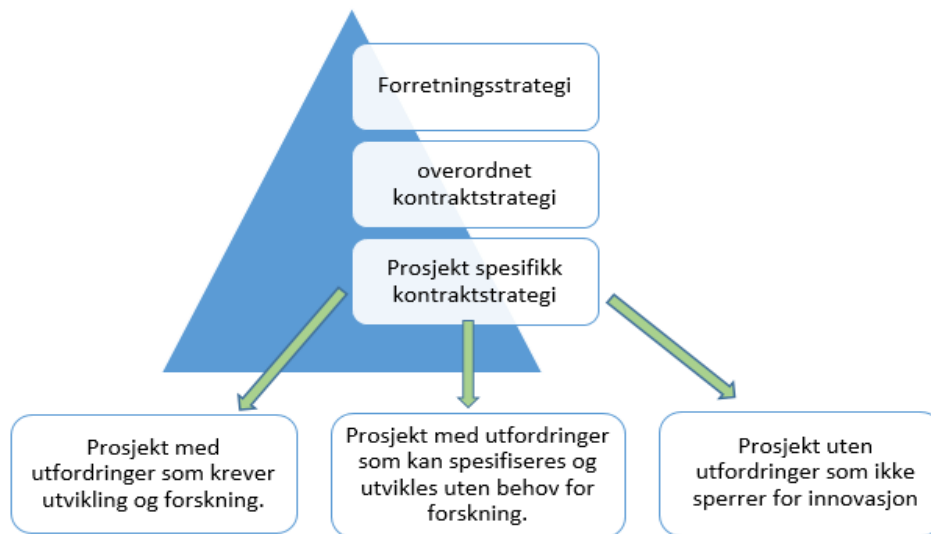 Forretningsstrategi
overordnet
kontraktstrategi
Prosjekt spesifikk
kontraktstrategi
Prosjekt med
utfordringer som krever
utvikling og forskning.
Prosjekt med utfordringer
som kan spesifiseres og
utvikles uten behov for
forskning.
Prosjekt uten
utfordringer som ikke
sperrer for innovasjon